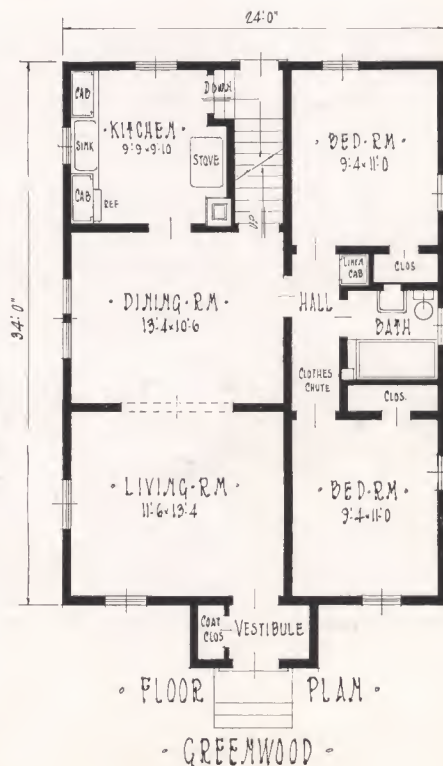 24'-0"
34'-0"
CAB
SINK
CAB
REF
• KITCHEN •
9'-9 × 9'-10
STOVE
DOWN
UP
• BED-RM •
9'-4 × 11'-0
LINEN
CAB
CLOS
• DINING-RM •
13'-4 × 10'-6
HALL
BATH
CLOTHES
CHUTE
CLOS.
• LIVING-RM •
11'-6 × 13'-4
• BED-RM •
9'-4 × 11'-0
COAT
CLOS
VESTIBULE
• FLOOR PLAN •
• GREENWOOD •